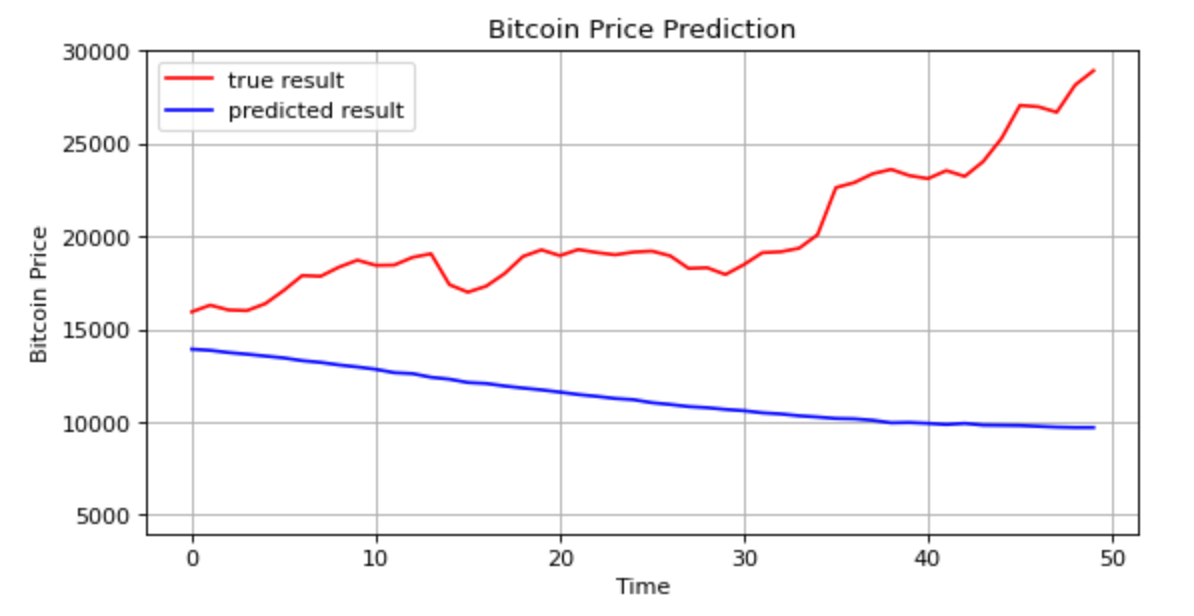 Bitcoin Price Prediction
30000
25000
20000
15000
10000
5000
Bitcoin Price
true result
predicted result
0 10 20 30 40 50
Time